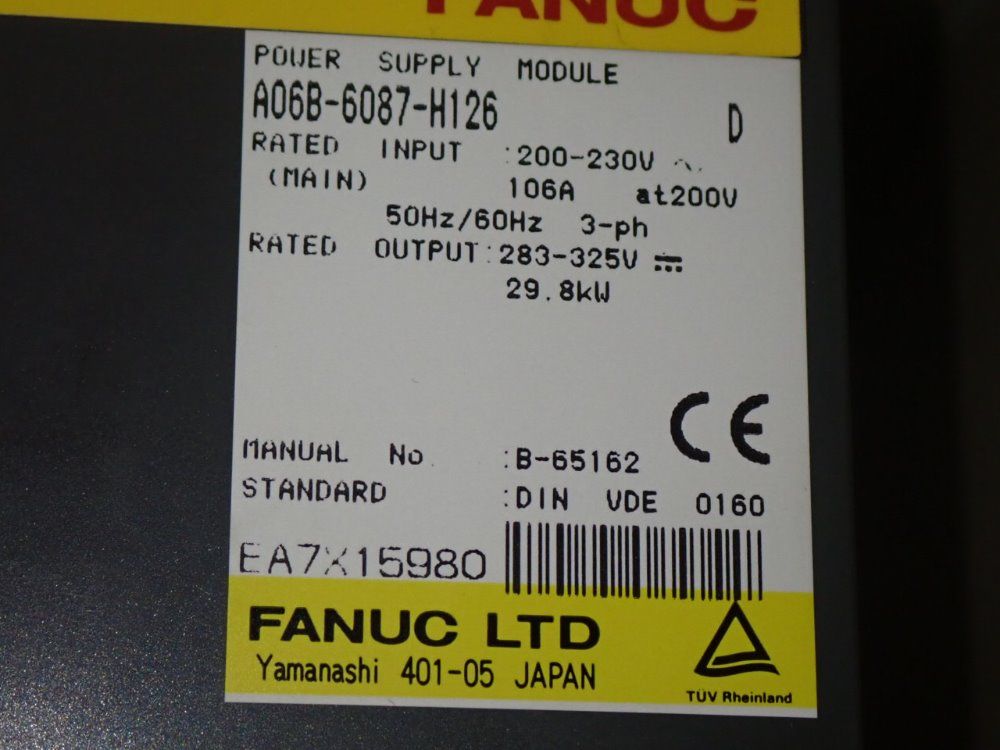 FANUC
POWER SUPPLY MODULE
A06B-6087-H126 D
RATED INPUT :200-230V ∿
(MAIN) 106A at200V
50Hz/60Hz 3-ph
RATED OUTPUT:283-325V ⎓
29.8kW
CE
MANUAL No. :B-65162
STANDARD :DIN VDE 0160
EA7X15980
FANUC LTD
Yamanashi 401-05 JAPAN
TÜV Rheinland